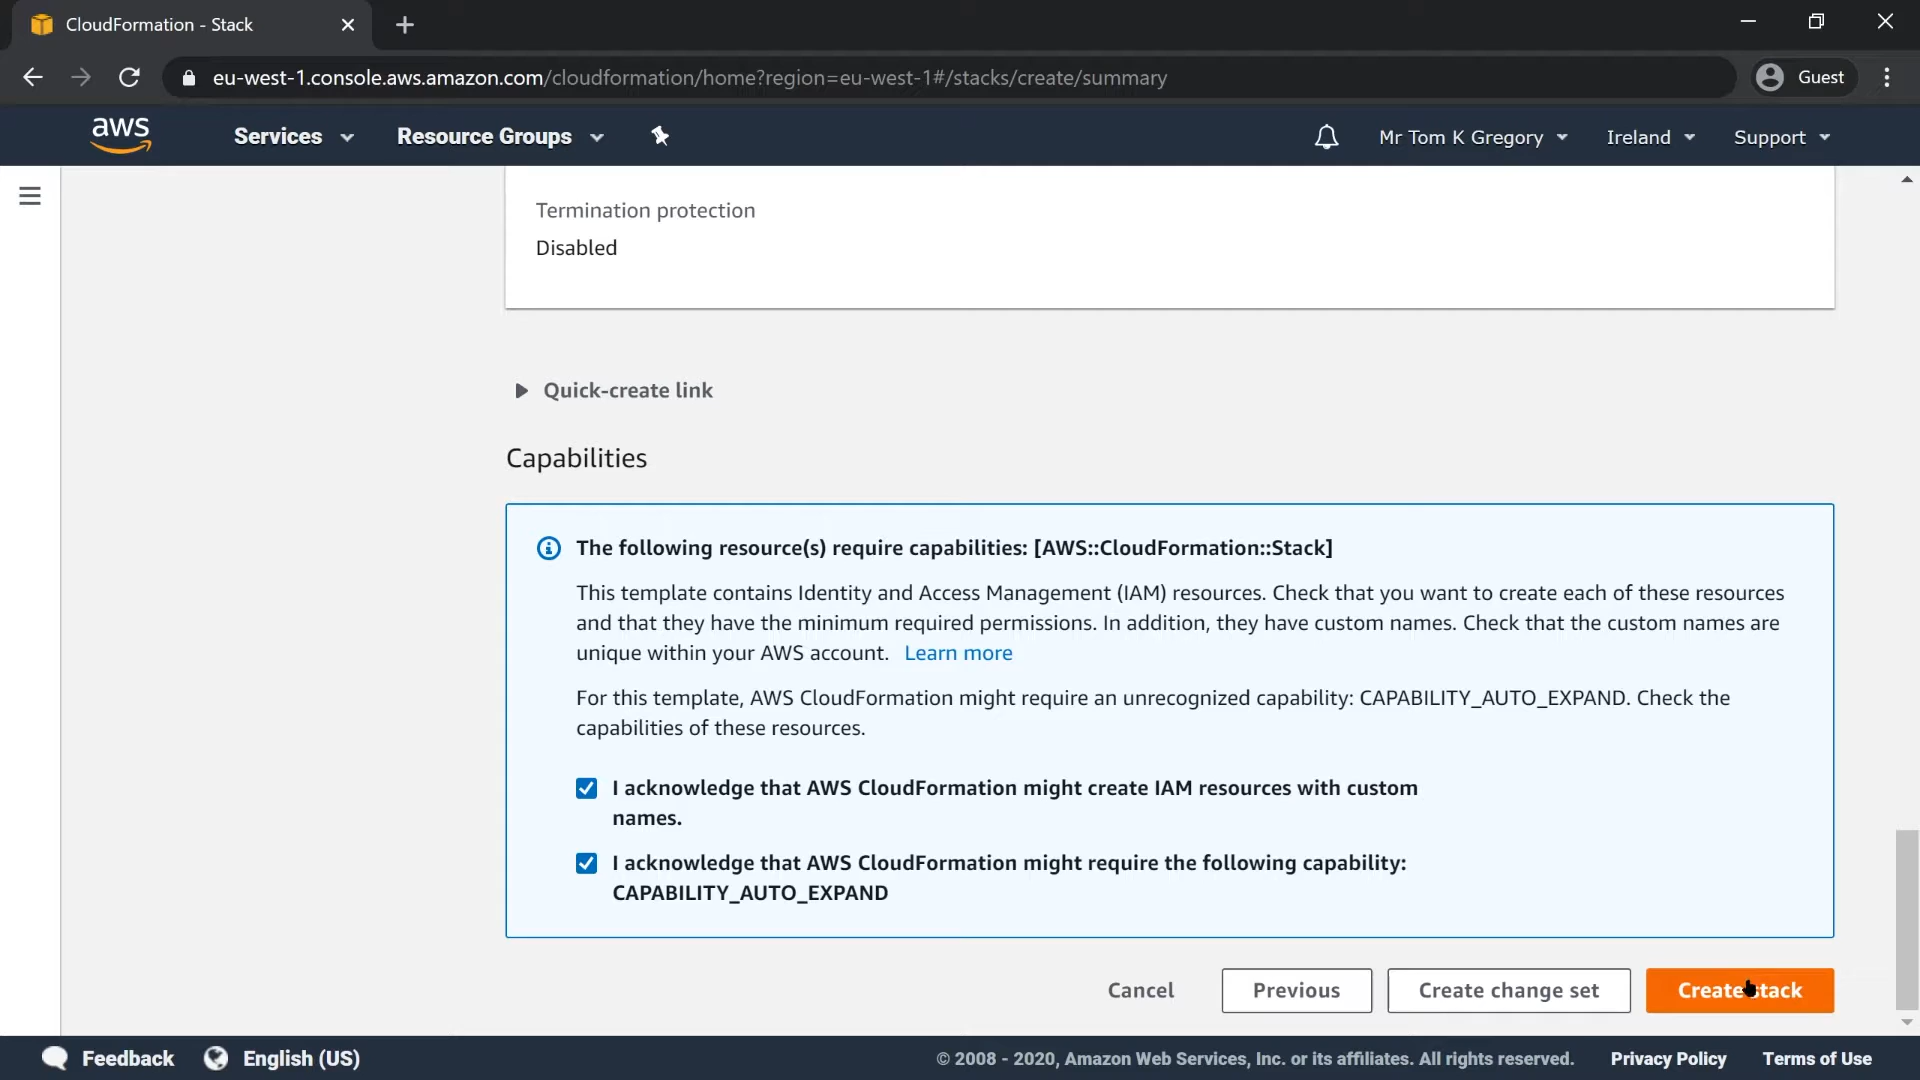 CloudFormation - Stack
eu-west-1.console.aws.amazon.com/cloudformation/home?region=eu-west-1#/stacks/create/summary
Guest
aws
Services
Resource Groups
Mr Tom K Gregory
Ireland
Support
Termination protection
Disabled
Quick-create link
Capabilities
The following resource(s) require capabilities: [AWS::CloudFormation::Stack]
This template contains Identity and Access Management (IAM) resources. Check that you want to create each of these resources
and that they have the minimum required permissions. In addition, they have custom names. Check that the custom names are
unique within your AWS account. Learn more
For this template, AWS CloudFormation might require an unrecognized capability: CAPABILITY_AUTO_EXPAND. Check the
capabilities of these resources.
I acknowledge that AWS CloudFormation might create IAM resources with custom
names.
I acknowledge that AWS CloudFormation might require the following capability:
CAPABILITY_AUTO_EXPAND
Cancel
Previous
Create change set
Create stack
Feedback
English (US)
© 2008 - 2020, Amazon Web Services, Inc. or its affiliates. All rights reserved.
Privacy Policy
Terms of Use